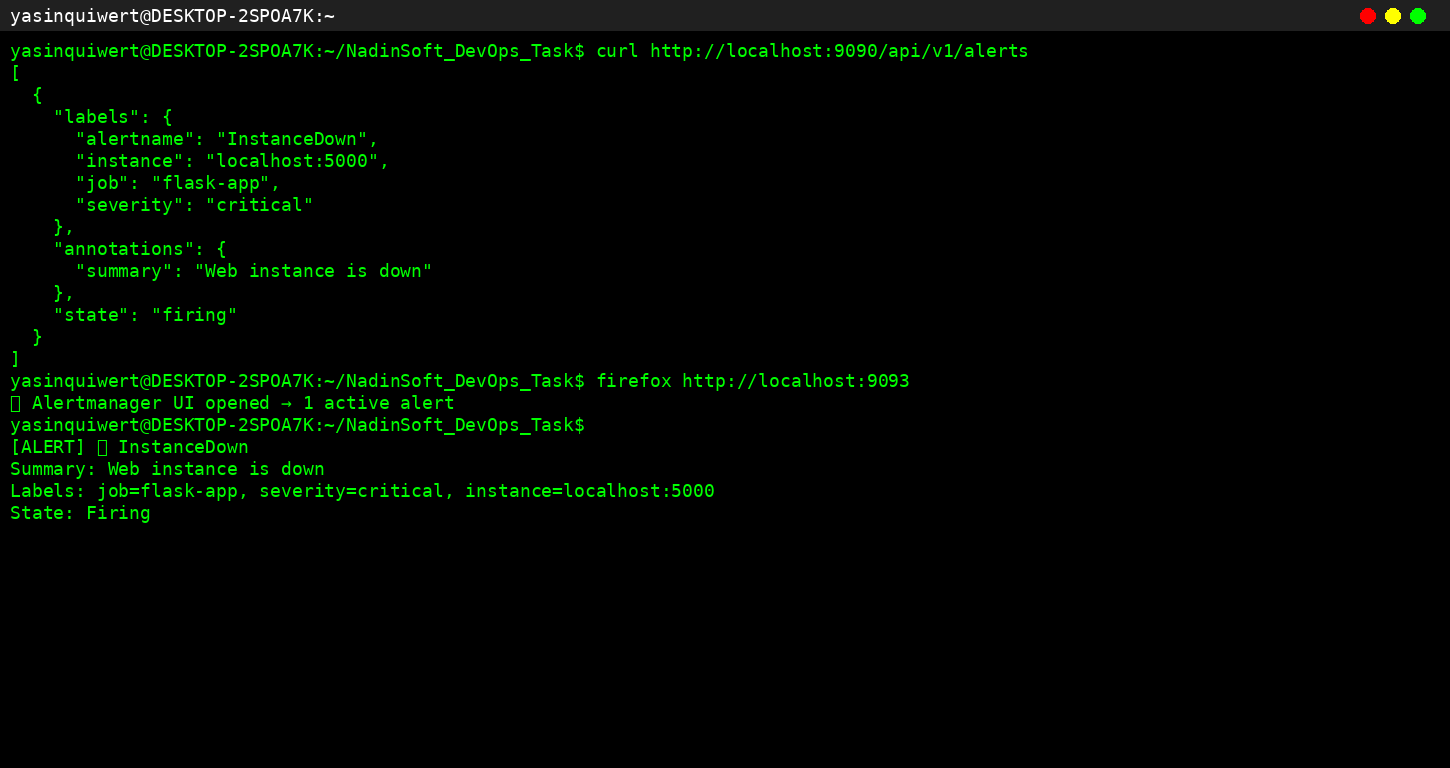 yasinquiwert@DESKTOP-2SPOA7K:~
yasinquiwert@DESKTOP-2SPOA7K:~/NadinSoft_DevOps_Task$ curl http://localhost:9090/api/v1/alerts
[
  {
    "labels": {
      "alertname": "InstanceDown",
      "instance": "localhost:5000",
      "job": "flask-app",
      "severity": "critical"
    },
    "annotations": {
      "summary": "Web instance is down"
    },
    "state": "firing"
  }
]
yasinquiwert@DESKTOP-2SPOA7K:~/NadinSoft_DevOps_Task$ firefox http://localhost:9093
▯ Alertmanager UI opened → 1 active alert
yasinquiwert@DESKTOP-2SPOA7K:~/NadinSoft_DevOps_Task$
[ALERT] ▯ InstanceDown
Summary: Web instance is down
Labels: job=flask-app, severity=critical, instance=localhost:5000
State: Firing